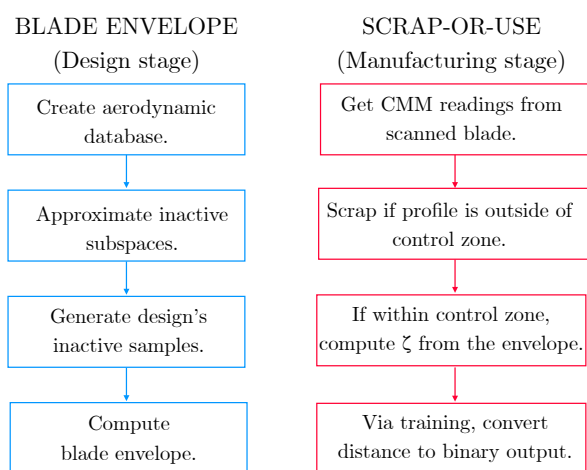 BLADE ENVELOPE
(Design stage)
Create aerodynamic
database.
Approximate inactive
subspaces.
Generate design's
inactive samples.
Compute
blade envelope.
SCRAP-OR-USE
(Manufacturing stage)
Get CMM readings from
scanned blade.
Scrap if profile is outside of
control zone.
If within control zone,
compute ζ from the envelope.
Via training, convert
distance to binary output.